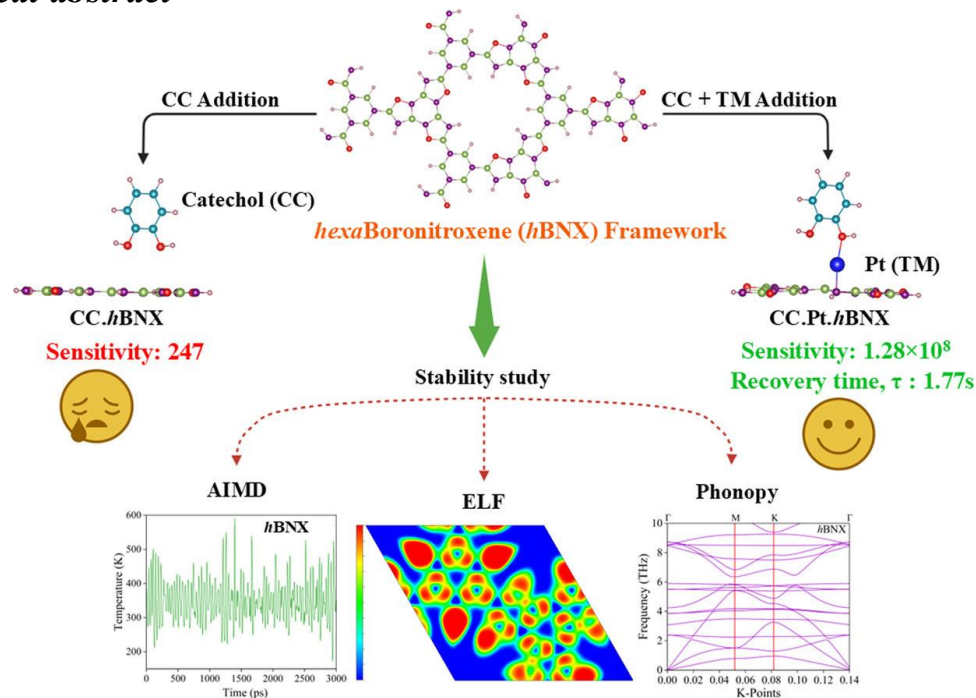 CC Addition
CC + TM Addition
Catechol (CC)
hexaBoronitroxene (hBNX) Framework
Pt (TM)
CC.hBNX
CC.Pt.hBNX
Sensitivity: 247
Sensitivity: 1.28×10⁸
Recovery time, τ : 1.77s
Stability study
AIMD
ELF
Phonopy
hBNX
Temperature (K)
600
500
400
300
200
0
500
1000
1500
2000
2500
3000
Time (ps)
Γ M K Γ
hBNX
Frequency (THz)
10
8
6
4
2
0
0.00 0.02 0.04 0.06 0.08 0.10 0.12 0.14
K-Points